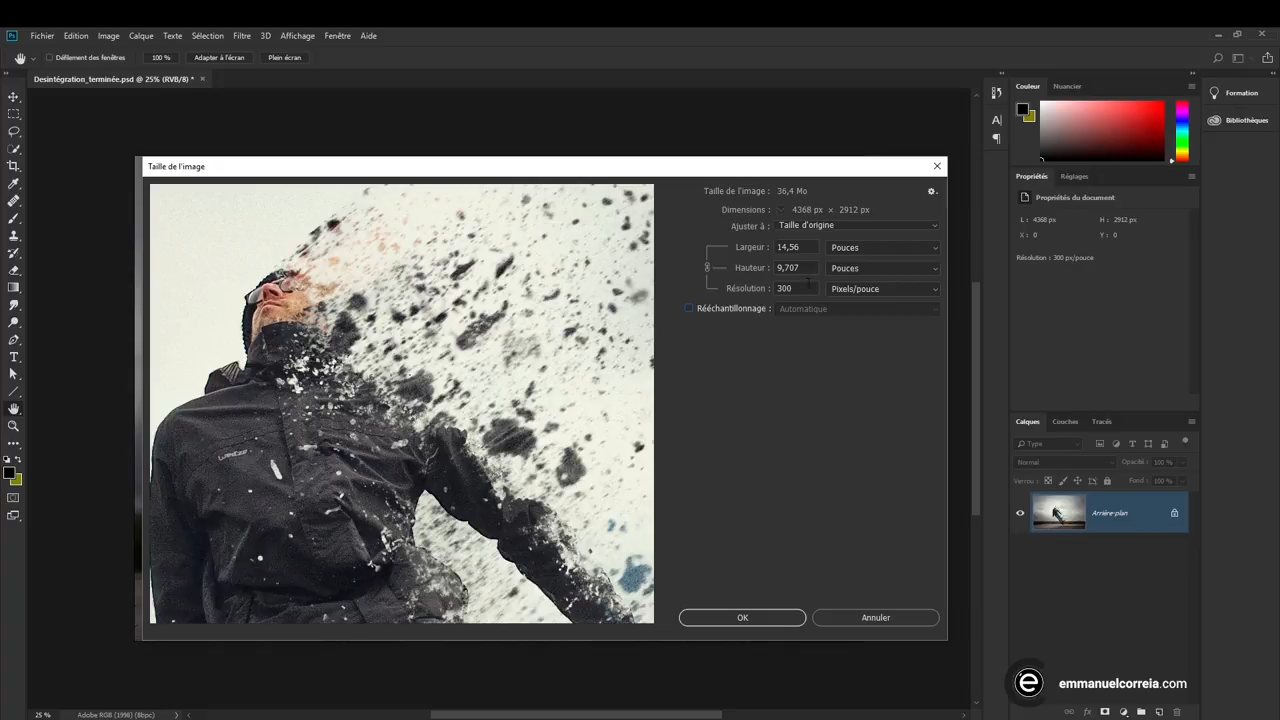 Ps Fichier Edition Image Calque Texte Sélection Filtre 3D Affichage Fenêtre Aide
Défilement des fenêtres 100 % Adapter à l'écran Plein écran
Desintégration_terminée.psd @ 25% (RVB/8) * ×
Couleur Nuancier
Formation
Bibliothèques
Taille de l'image
Taille de l'image : 36,4 Mo
Dimensions : 4368 px × 2912 px
Ajuster à : Taille d'origine
Largeur : 14,56 Pouces
Hauteur : 9,707 Pouces
Résolution : 300 Pixels/pouce
Rééchantillonnage : Automatique
OK Annuler
Propriétés Réglages
Propriétés du document
L : 4368 px H : 2912 px
X : 0 Y : 0
Résolution : 300 px/pouce
Calques Couches Tracés
Type
Normal Opacité : 100 %
Verrou : Fond : 100 %
Arrière-plan
fx
25 % Adobe RGB (1998) (8bpc)
e emmanuelcorreia.com